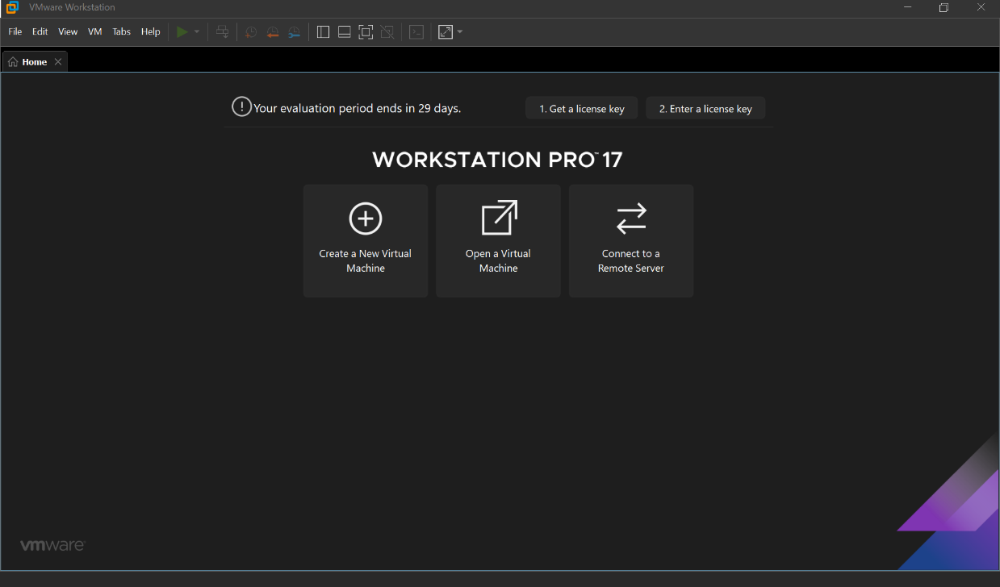 VMware Workstation
File Edit View VM Tabs Help
Home
Your evaluation period ends in 29 days.
1. Get a license key
2. Enter a license key
WORKSTATION PRO™ 17
Create a New Virtual
Machine
Open a Virtual
Machine
Connect to a
Remote Server
vmware®